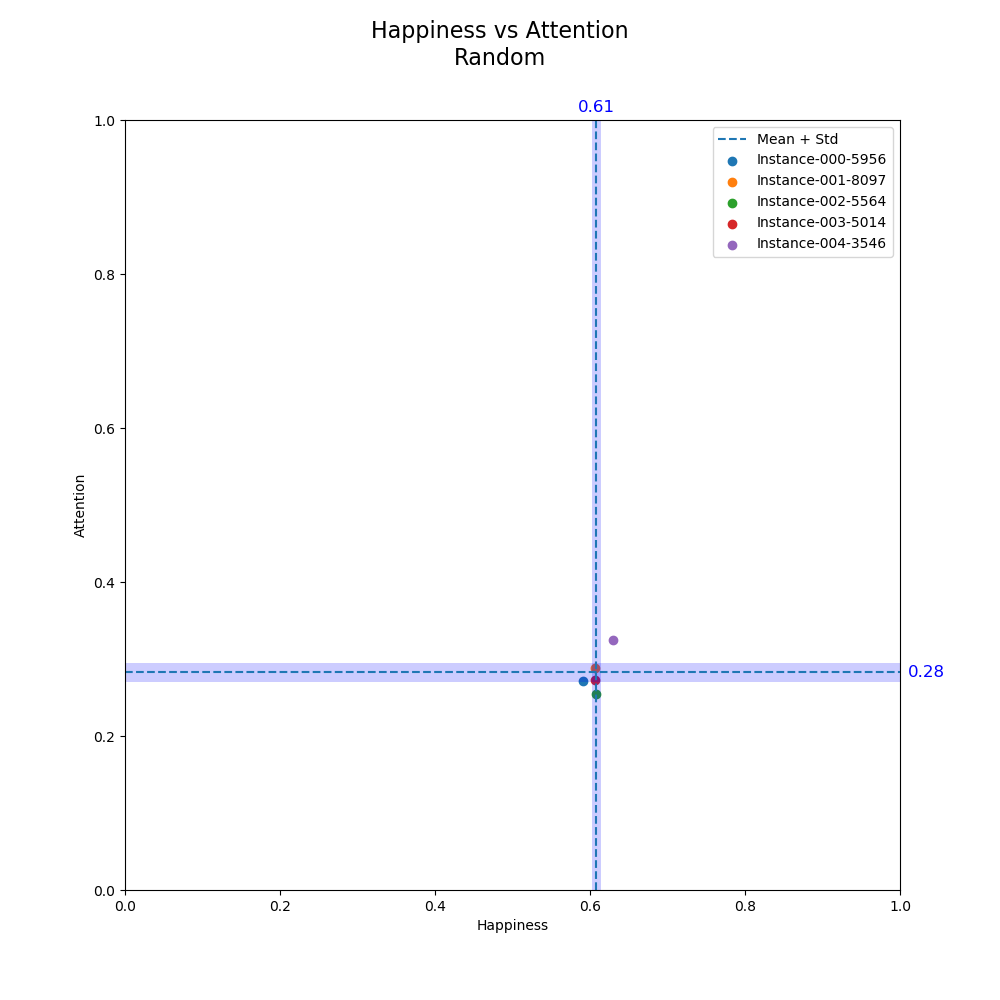 Happiness vs Attention
Random
0.61
1.0
0.8
0.6
0.4
0.2
0.0
Attention
Mean + Std
Instance-000-5956
Instance-001-8097
Instance-002-5564
Instance-003-5014
Instance-004-3546
0.28
0.0 0.2 0.4 0.6 0.8 1.0
Happiness